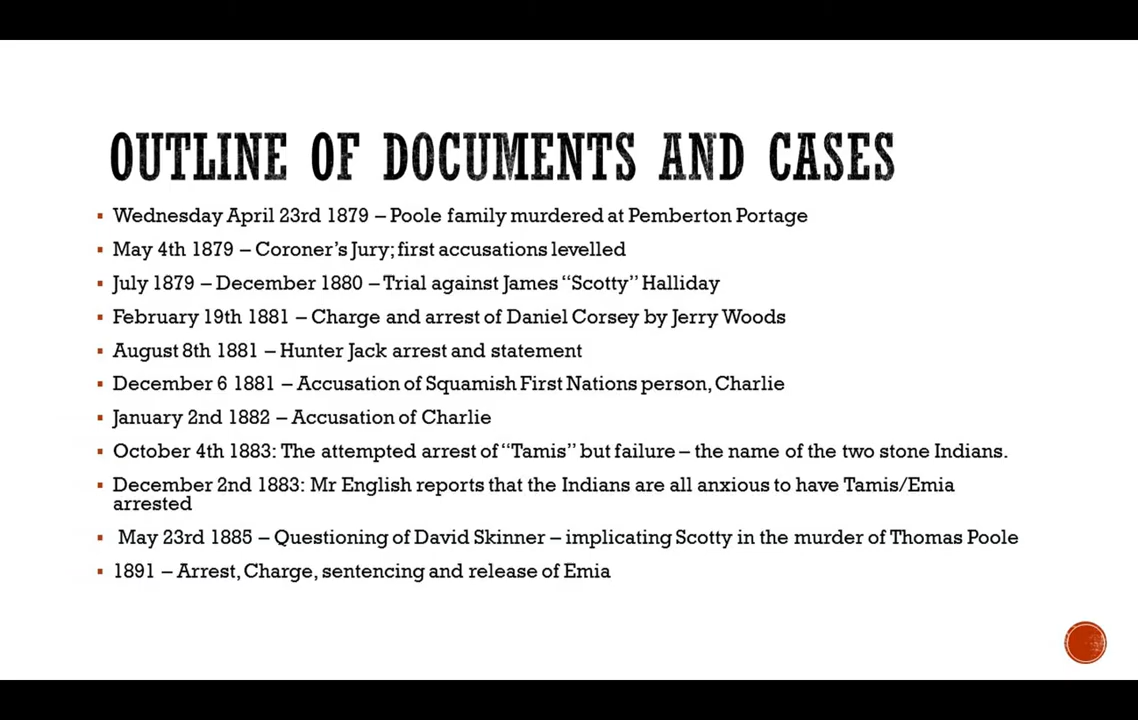 OUTLINE OF DOCUMENTS AND CASES
▪ Wednesday April 23rd 1879 – Poole family murdered at Pemberton Portage
▪ May 4th 1879 – Coroner's Jury; first accusations levelled
▪ July 1879 – December 1880 – Trial against James "Scotty" Halliday
▪ February 19th 1881 – Charge and arrest of Daniel Corsey by Jerry Woods
▪ August 8th 1881 – Hunter Jack arrest and statement
▪ December 6 1881 – Accusation of Squamish First Nations person, Charlie
▪ January 2nd 1882 – Accusation of Charlie
▪ October 4th 1883: The attempted arrest of "Tamis" but failure – the name of the two stone Indians.
▪ December 2nd 1883: Mr English reports that the Indians are all anxious to have Tamis/Emia
arrested
▪ May 23rd 1885 – Questioning of David Skinner – implicating Scotty in the murder of Thomas Poole
▪ 1891 – Arrest, Charge, sentencing and release of Emia